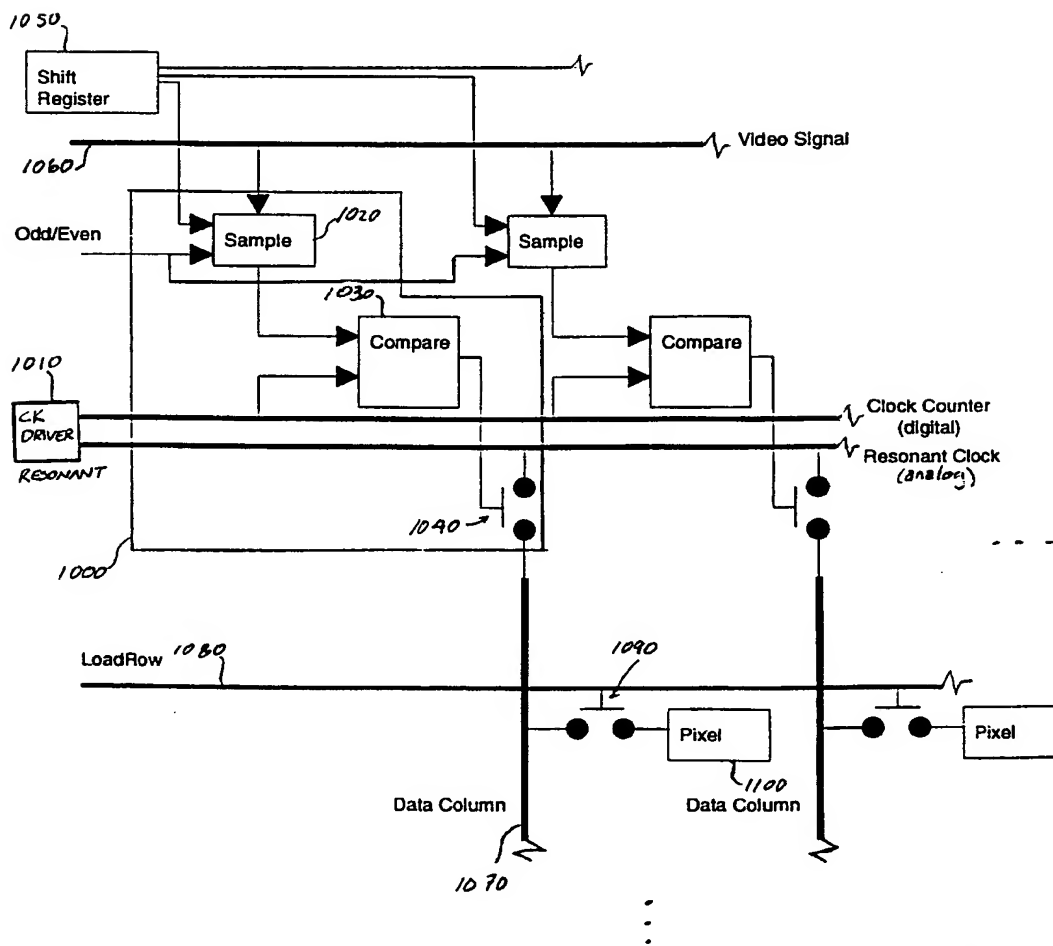 1050
Shift
Register
Video Signal
1060
1020
Odd/Even
Sample
Sample
1030
Compare
Compare
1010
CK
DRIVER
RESONANT
Clock Counter
(digital)
Resonant Clock
(analog)
1040
1000
LoadRow
1080
1090
Pixel
Pixel
1100
Data Column
Data Column
1070